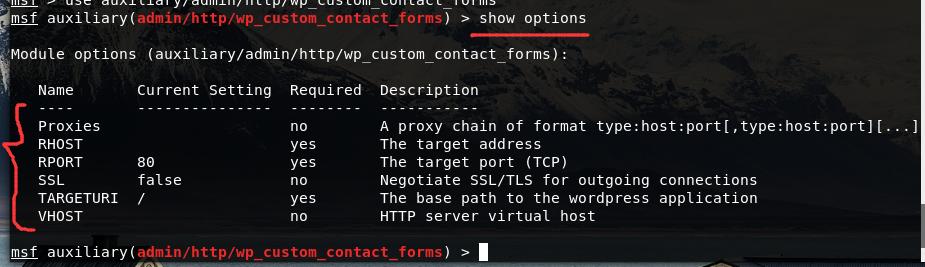 msf > use auxiliary/admin/http/wp_custom_contact_forms
msf auxiliary(admin/http/wp_custom_contact_forms) > show options
Module options (auxiliary/admin/http/wp_custom_contact_forms):
Name Current Setting Required Description
---- --------------- -------- -----------
Proxies no A proxy chain of format type:host:port[,type:host:port][...]
RHOST yes The target address
RPORT 80 yes The target port (TCP)
SSL false no Negotiate SSL/TLS for outgoing connections
TARGETURI / yes The base path to the wordpress application
VHOST no HTTP server virtual host
msf auxiliary(admin/http/wp_custom_contact_forms) >